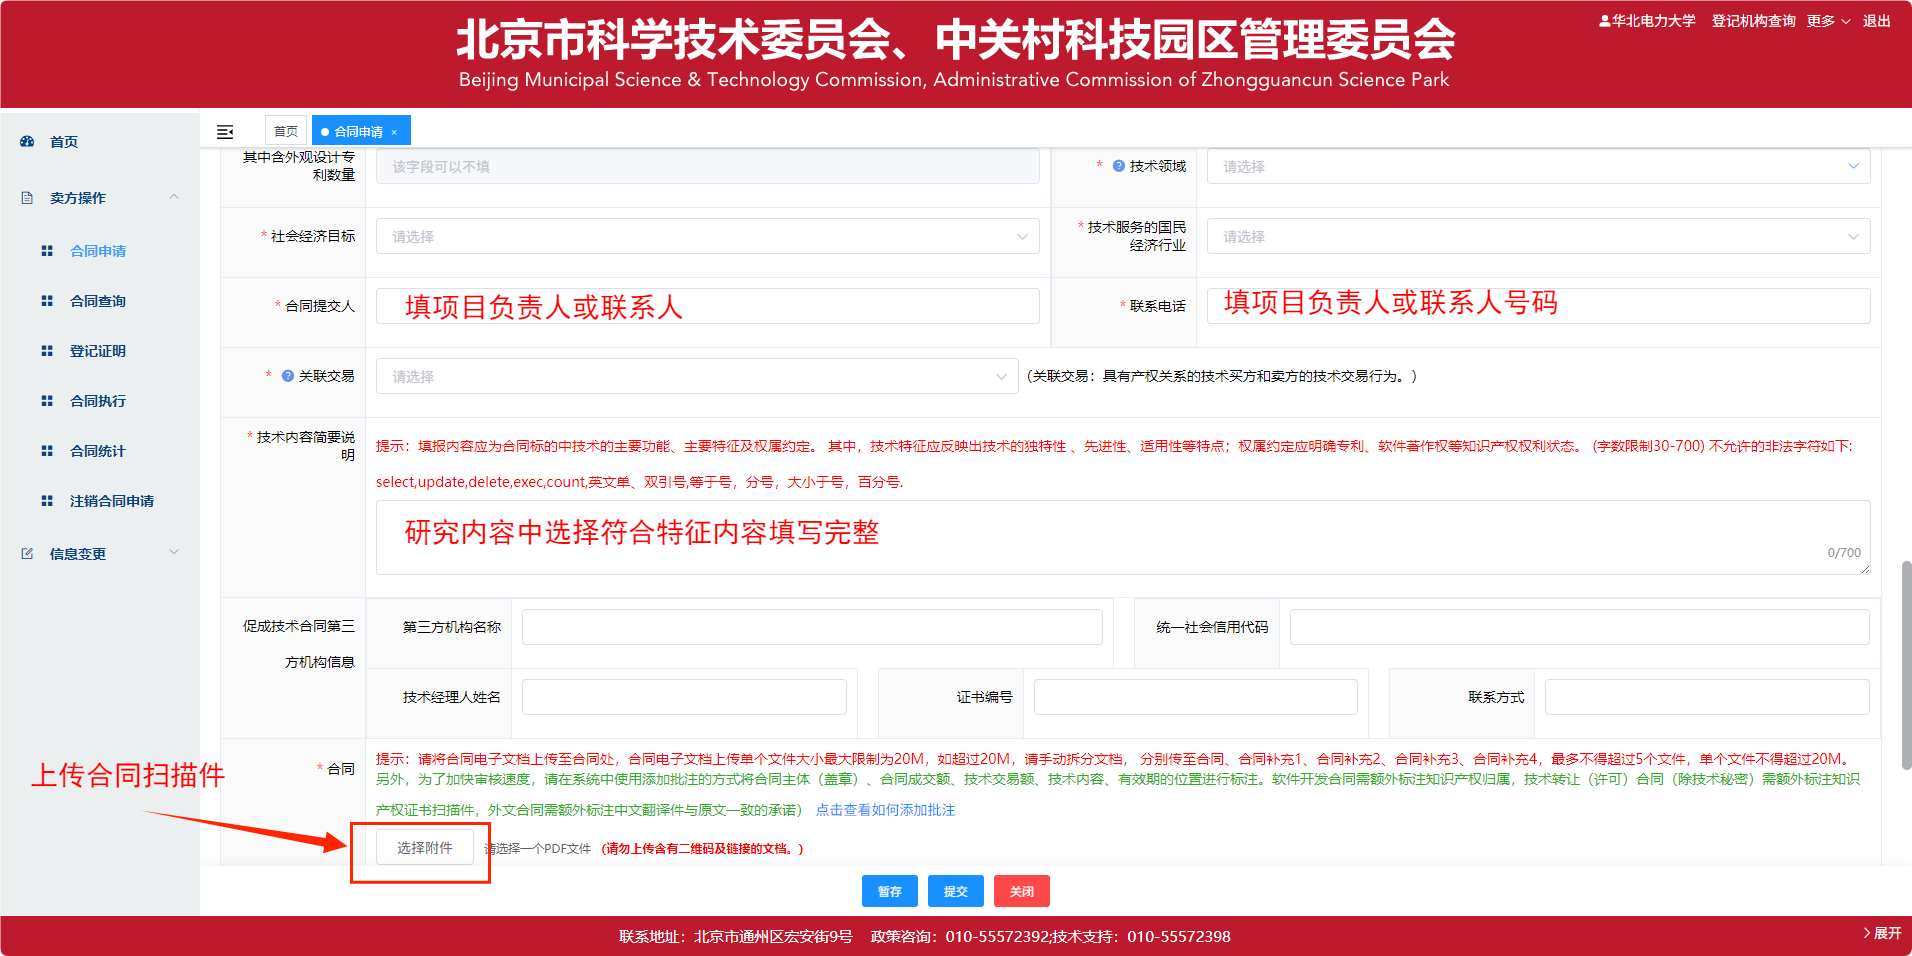 北京市科学技术委员会、中关村科技园区管理委员会
Beijing Municipal Science & Technology Commission, Administrative Commission of Zhongguancun Science Park
华北电力大学 登记机构查询 更多 退出
首页
卖方操作
合同申请
合同查询
登记证明
合同执行
合同统计
注销合同申请
信息变更
首页 合同申请 ×
其中含外观设计专
利数量
该字段可以不填
* ? 技术领域
请选择
* 社会经济目标
请选择
* 技术服务的国民
经济行业
请选择
* 合同提交人
填项目负责人或联系人
* 联系电话
填项目负责人或联系人号码
* ? 关联交易
请选择
(关联交易：具有产权关系的技术买方和卖方的技术交易行为。)
* 技术内容简要说
明
提示：填报内容应为合同标的中技术的主要功能、主要特征及权属约定。 其中，技术特征应反映出技术的独特性 、先进性、适用性等特点；权属约定应明确专利、软件著作权等知识产权权利状态。 (字数限制30-700) 不允许的非法字符如下:
select,update,delete,exec,count,英文单、双引号,等于号，分号，大小于号，百分号.
研究内容中选择符合特征内容填写完整
0/700
促成技术合同第三
方机构信息
第三方机构名称
统一社会信用代码
技术经理人姓名
证书编号
联系方式
上传合同扫描件
* 合同
提示：请将合同电子文档上传至合同处，合同电子文档上传单个文件大小最大限制为20M，如超过20M，请手动拆分文档， 分别传至合同、合同补充1、合同补充2、合同补充3、合同补充4，最多不得超过5个文件，单个文件不得超过20M。
另外，为了加快审核速度，请在系统中使用添加批注的方式将合同主体（盖章）、合同成交额、技术交易额、技术内容、有效期的位置进行标注。软件开发合同需额外标注知识产权归属，技术转让（许可）合同（除技术秘密）需额外标注知识
产权证书扫描件，外文合同需额外标注中文翻译件与原文一致的承诺） 点击查看如何添加批注
选择附件
请选择一个PDF文件 （请勿上传含有二维码及链接的文档。）
暂存 提交 关闭
联系地址：北京市通州区宏安街9号 政策咨询：010-55572392;技术支持：010-55572398
展开